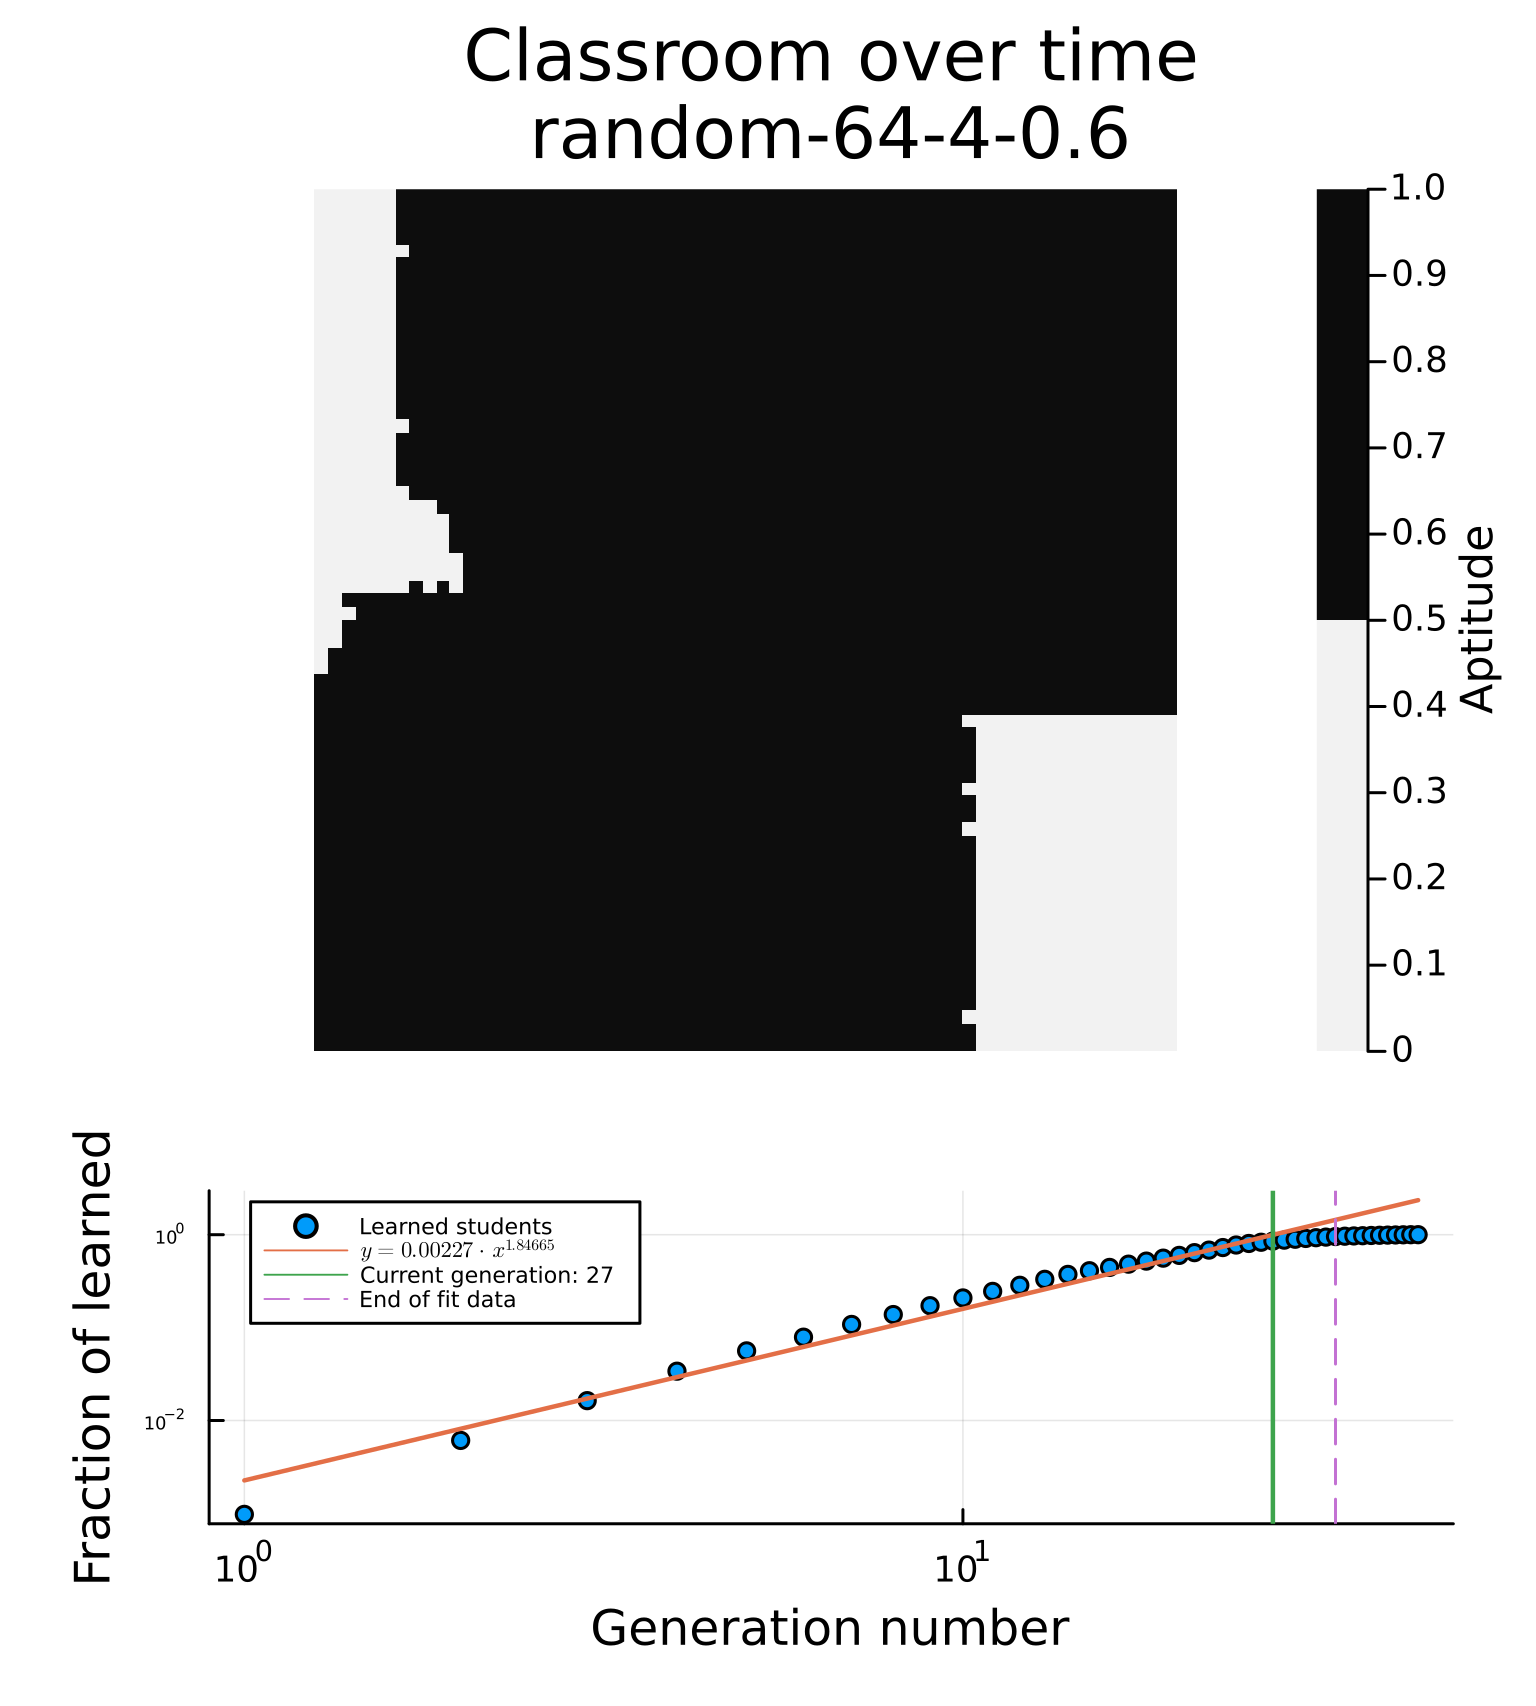 Classroom over time
random-64-4-0.6
1.0
0.9
0.8
0.7
0.6
0.5
0.4
0.3
0.2
0.1
0
Aptitude
Fraction of learned
10^0
10^-2
Learned students
y = 0.00227 · x^1.84665
Current generation: 27
End of fit data
10^0
10^1
Generation number